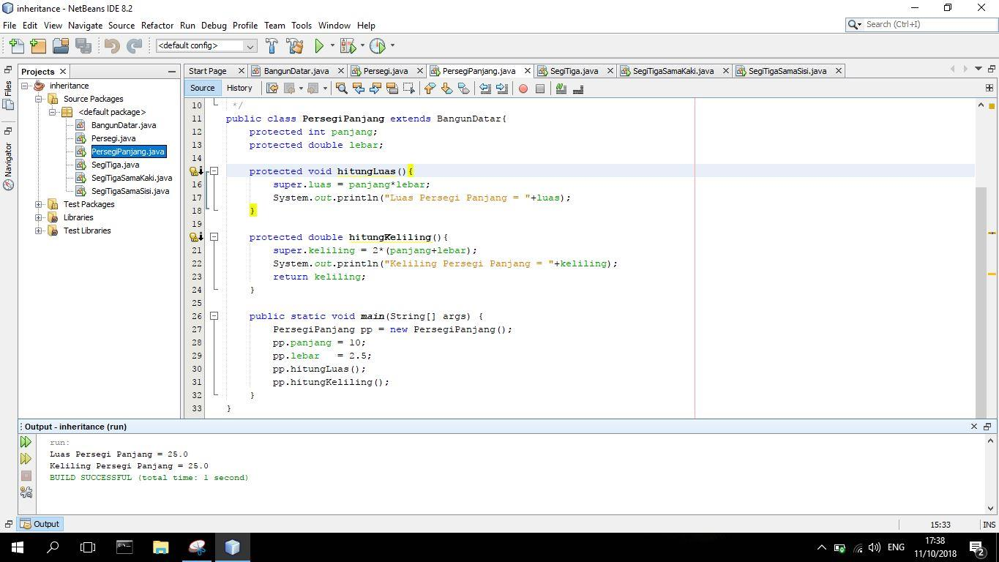 inheritance - NetBeans IDE 8.2
File Edit View Navigate Source Refactor Run Debug Profile Team Tools Window Help
Search (Ctrl+I)
<default config>
Projects
Files
Navigator
Start Page BangunDatar.java Persegi.java PersegiPanjang.java SegiTiga.java SegiTigaSamaKaki.java SegiTigaSamaSisi.java
Source History
inheritance
Source Packages
<default package>
BangunDatar.java
Persegi.java
PersegiPanjang.java
SegiTiga.java
SegiTigaSamaKaki.java
SegiTigaSamaSisi.java
Test Packages
Libraries
Test Libraries
10 */
11 public class PersegiPanjang extends BangunDatar{
12 protected int panjang;
13 protected double lebar;
14
protected void hitungLuas(){
16 super.luas = panjang*lebar;
17 System.out.println("Luas Persegi Panjang = "+luas);
18 }
19
protected double hitungKeliling(){
21 super.keliling = 2*(panjang+lebar);
22 System.out.println("Keliling Persegi Panjang = "+keliling);
23 return keliling;
24 }
25
26 public static void main(String[] args) {
27 PersegiPanjang pp = new PersegiPanjang();
28 pp.panjang = 10;
29 pp.lebar   = 2.5;
30 pp.hitungLuas();
31 pp.hitungKeliling();
32 }
33 }
Output - inheritance (run)
run:
Luas Persegi Panjang = 25.0
Keliling Persegi Panjang = 25.0
BUILD SUCCESSFUL (total time: 1 second)
Output
15:33 INS
ENG
17:38
11/10/2018
2